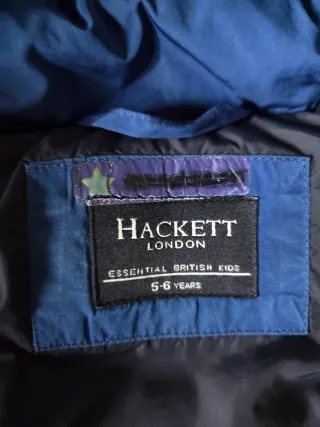 HACKETT
LONDON
ESSENTIAL BRITISH KIDS
5-6 YEARS